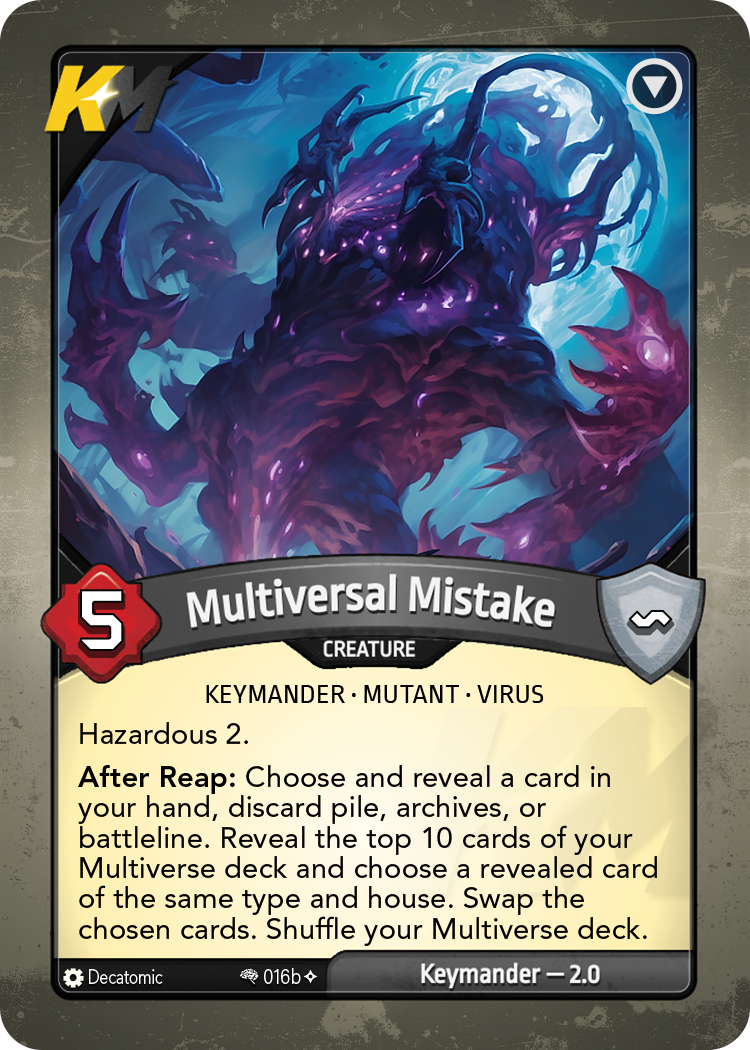 KM
5
Multiversal Mistake
CREATURE
KEYMANDER • MUTANT • VIRUS
Hazardous 2.
After Reap: Choose and reveal a card in
your hand, discard pile, archives, or
battleline. Reveal the top 10 cards of your
Multiverse deck and choose a revealed card
of the same type and house. Swap the
chosen cards. Shuffle your Multiverse deck.
Decatomic 016b Keymander — 2.0